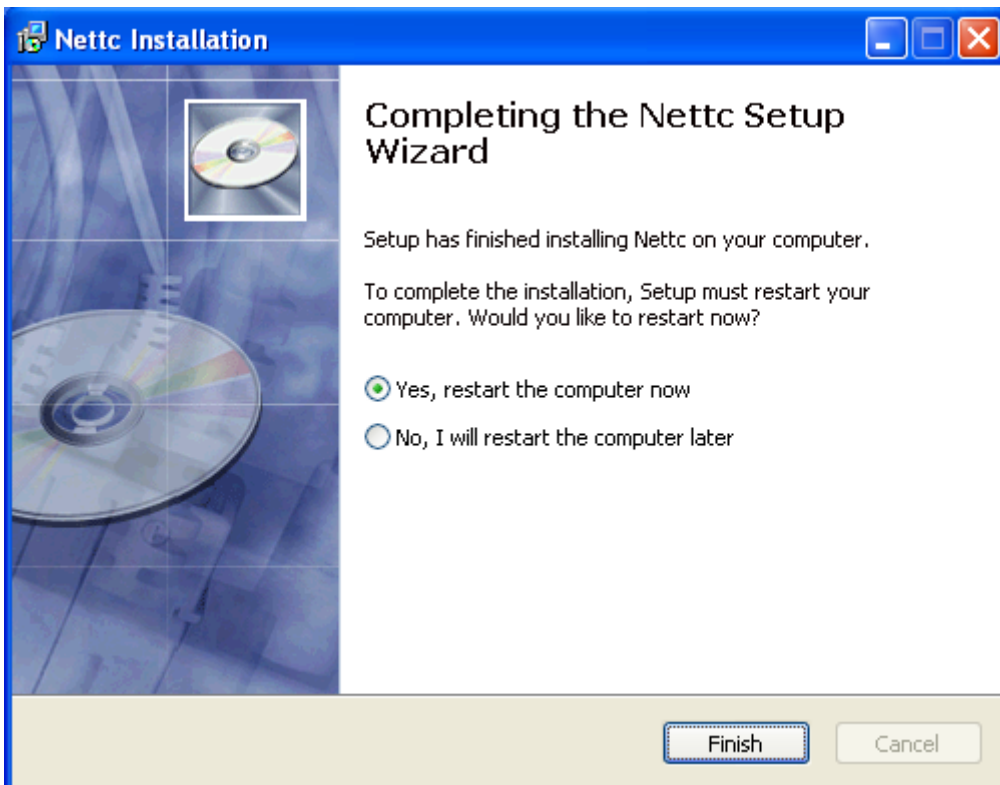 Nettc Installation
Completing the Nettc Setup
Wizard
Setup has finished installing Nettc on your computer.
To complete the installation, Setup must restart your
computer. Would you like to restart now?
Yes, restart the computer now
No, I will restart the computer later
Finish
Cancel